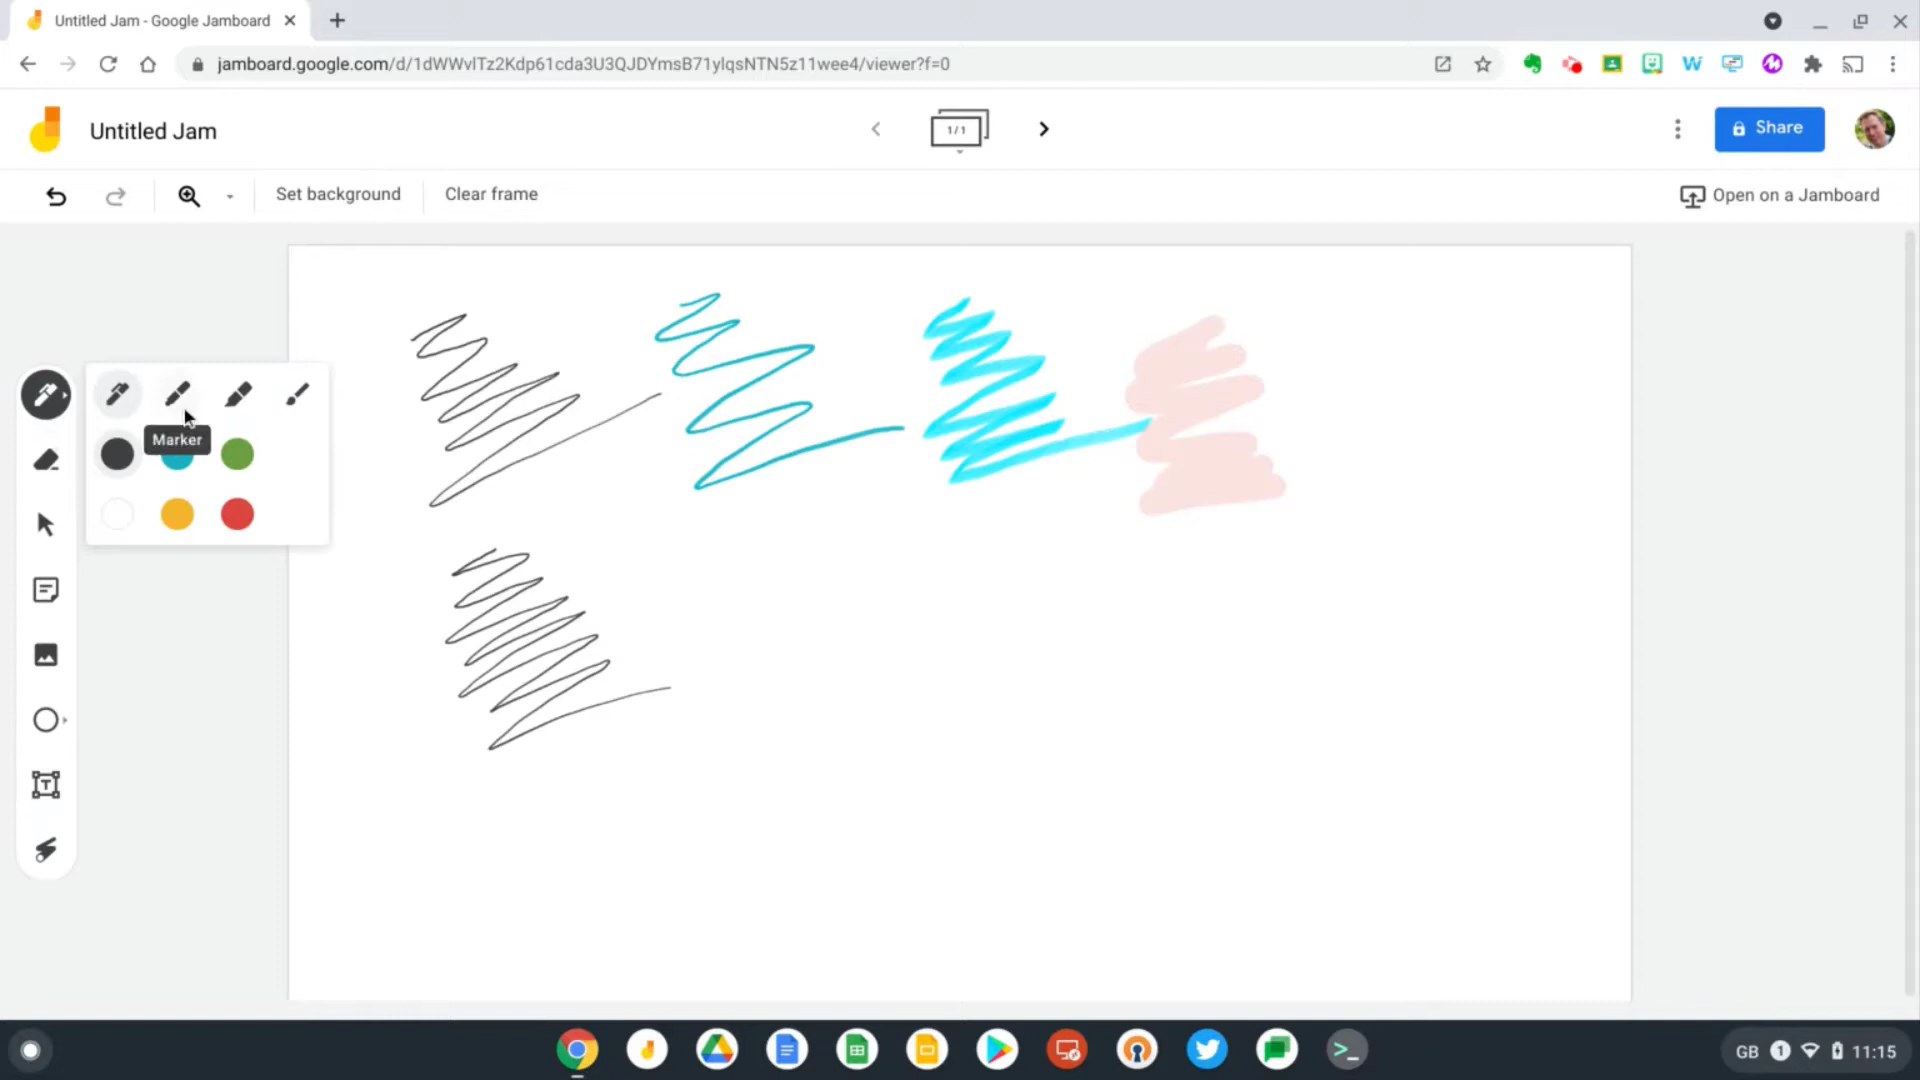 Untitled Jam - Google Jamboard
jamboard.google.com/d/1dWWvlTz2Kdp61cda3U3QJDYmsB71ylqsNTN5z11wee4/viewer?f=0
Untitled Jam
1/1
Share
Set background
Clear frame
Open on a Jamboard
Marker
GB 1 11:15